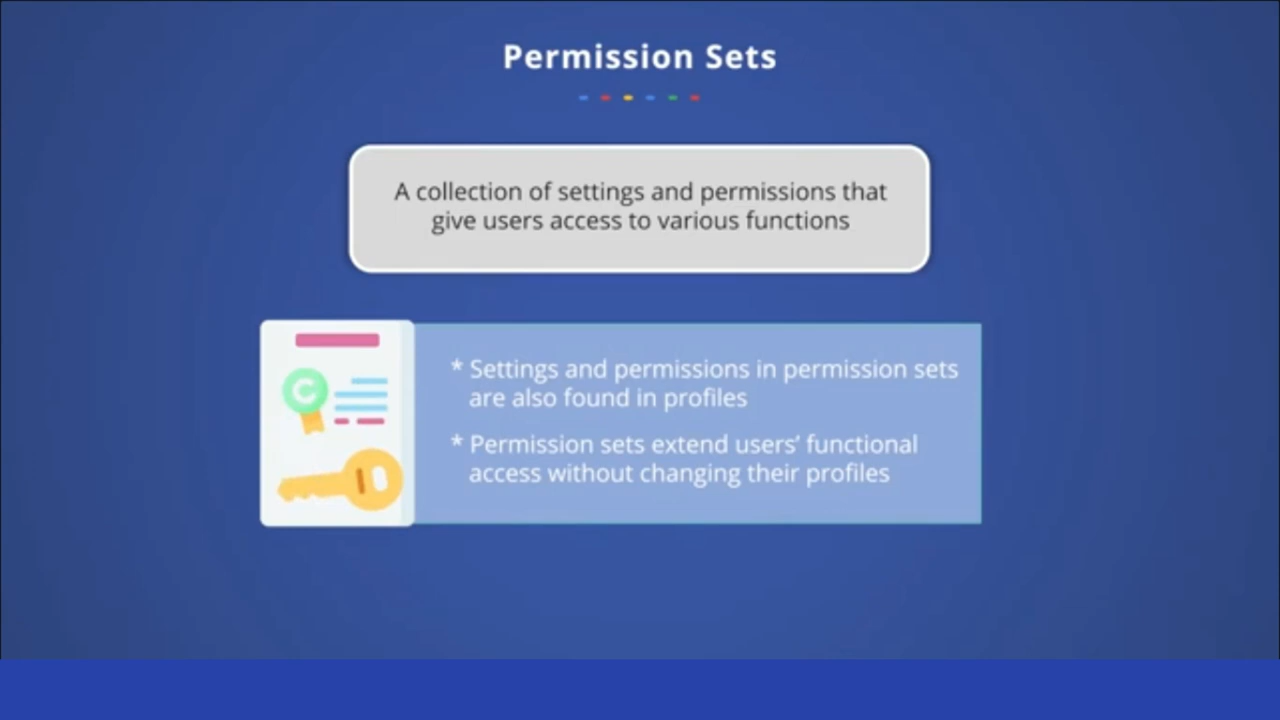 Permission Sets
A collection of settings and permissions that
give users access to various functions
* Settings and permissions in permission sets
are also found in profiles
* Permission sets extend users’ functional
access without changing their profiles
C